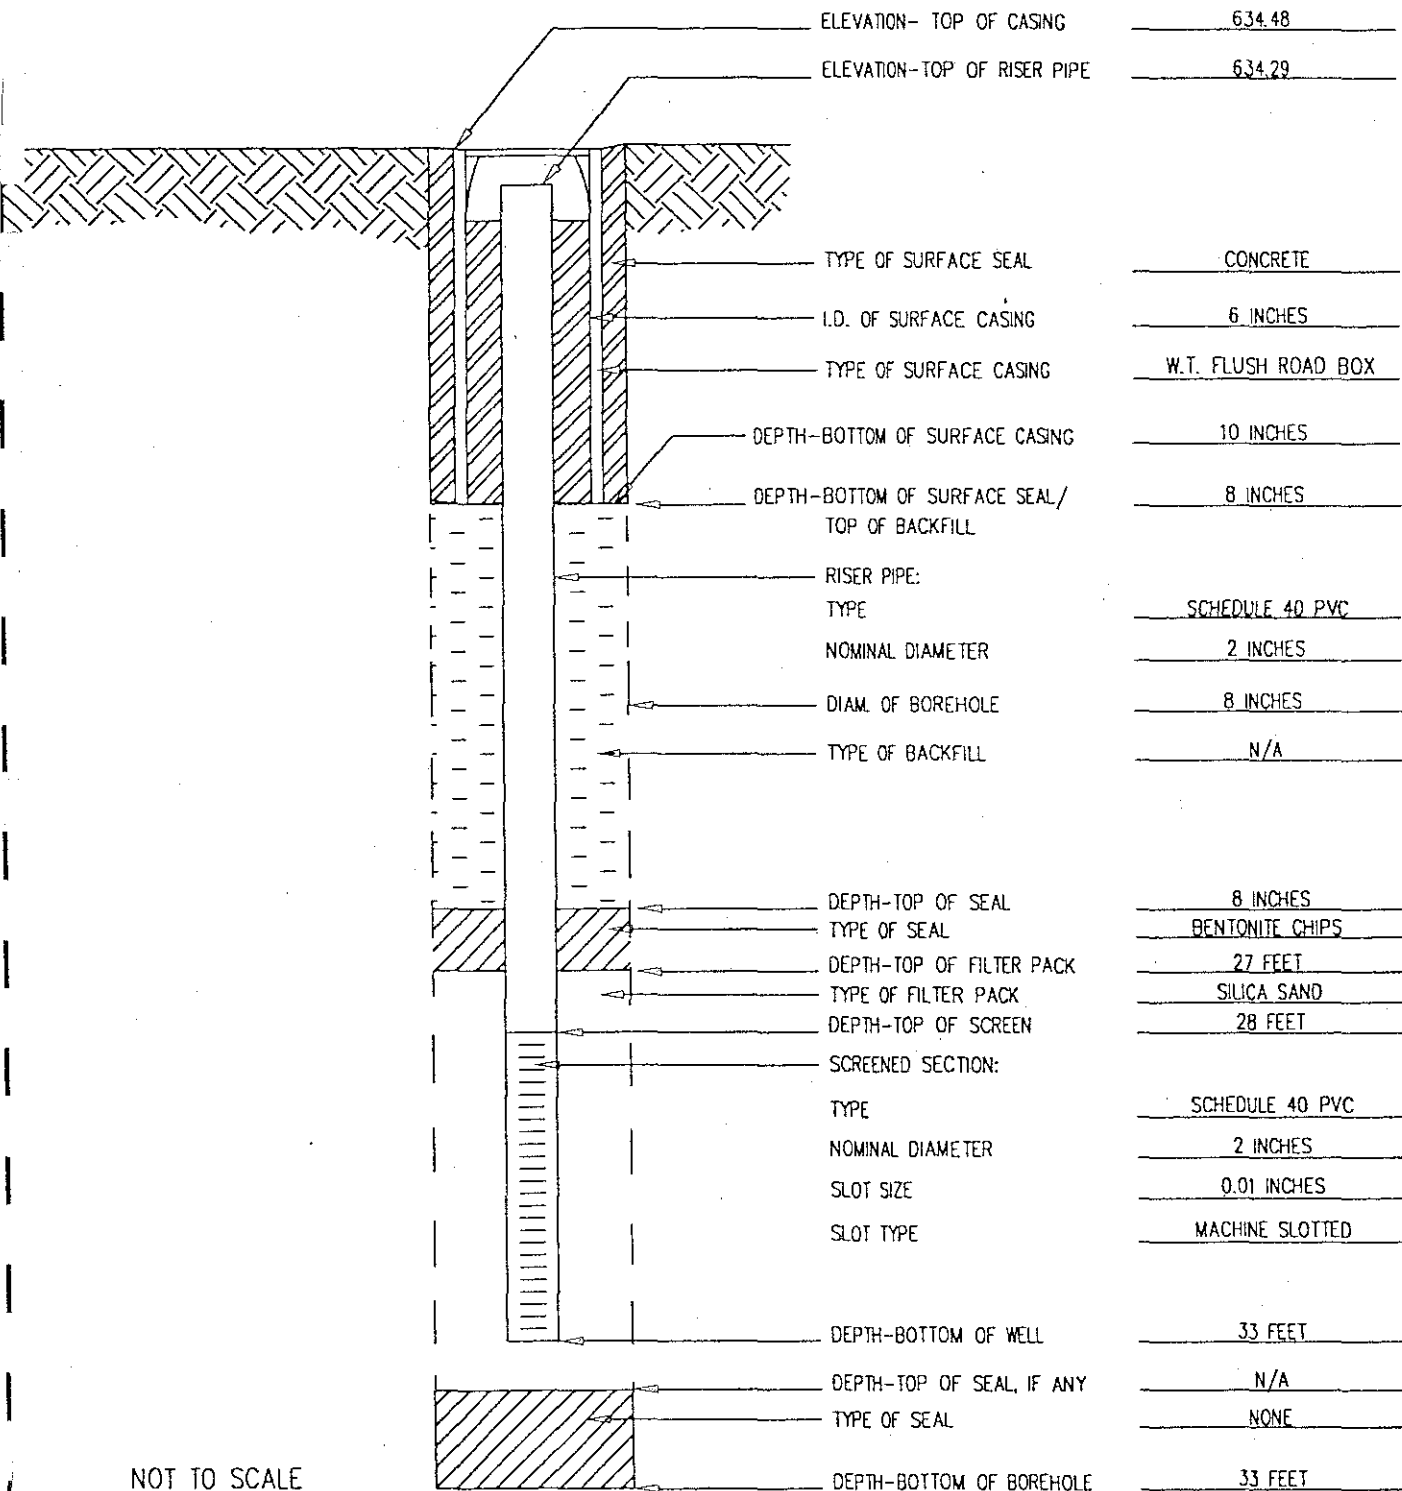 ELEVATION- TOP OF CASING 634.48
ELEVATION-TOP OF RISER PIPE 634.29
TYPE OF SURFACE SEAL CONCRETE
I.D. OF SURFACE CASING 6 INCHES
TYPE OF SURFACE CASING W.T. FLUSH ROAD BOX
DEPTH-BOTTOM OF SURFACE CASING 10 INCHES
DEPTH-BOTTOM OF SURFACE SEAL/ 8 INCHES
TOP OF BACKFILL
RISER PIPE:
TYPE SCHEDULE 40 PVC
NOMINAL DIAMETER 2 INCHES
DIAM. OF BOREHOLE 8 INCHES
TYPE OF BACKFILL N/A
DEPTH-TOP OF SEAL 8 INCHES
TYPE OF SEAL BENTONITE CHIPS
DEPTH-TOP OF FILTER PACK 27 FEET
TYPE OF FILTER PACK SILICA SAND
DEPTH-TOP OF SCREEN 28 FEET
SCREENED SECTION:
TYPE SCHEDULE 40 PVC
NOMINAL DIAMETER 2 INCHES
SLOT SIZE 0.01 INCHES
SLOT TYPE MACHINE SLOTTED
DEPTH-BOTTOM OF WELL 33 FEET
DEPTH-TOP OF SEAL, IF ANY N/A
TYPE OF SEAL NONE
NOT TO SCALE
DEPTH-BOTTOM OF BOREHOLE 33 FEET